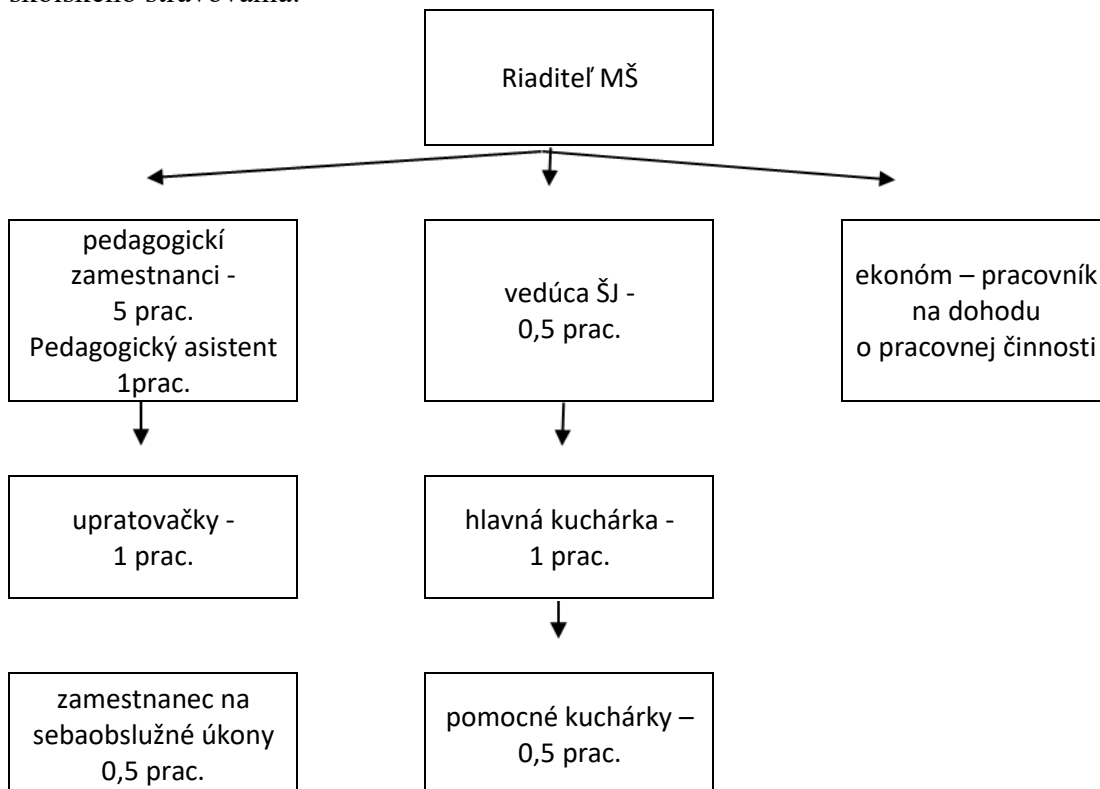 školského stravovania.
Riaditeľ MŠ
pedagogickí
zamestnanci -
5 prac.
Pedagogický asistent
1prac.
vedúca ŠJ -
0,5 prac.
ekonóm – pracovník
na dohodu
o pracovnej činnosti
upratovačky -
1 prac.
hlavná kuchárka -
1 prac.
zamestnanec na
sebaobslužné úkony
0,5 prac.
pomocné kuchárky –
0,5 prac.